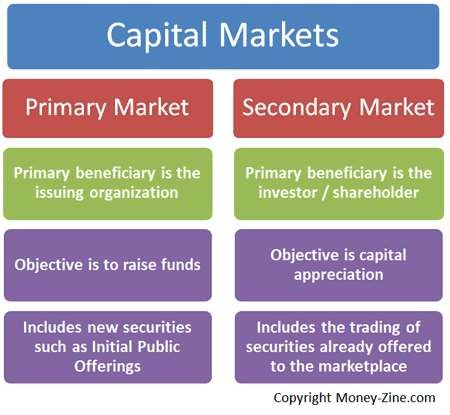 Capital Markets
Primary Market
Secondary Market
Primary beneficiary is the
issuing organization
Primary beneficiary is the
investor / shareholder
Objective is to raise funds
Objective is capital
appreciation
Includes new securities
such as Initial Public
Offerings
Includes the trading of
securities already offered
to the marketplace
Copyright Money-Zine.com